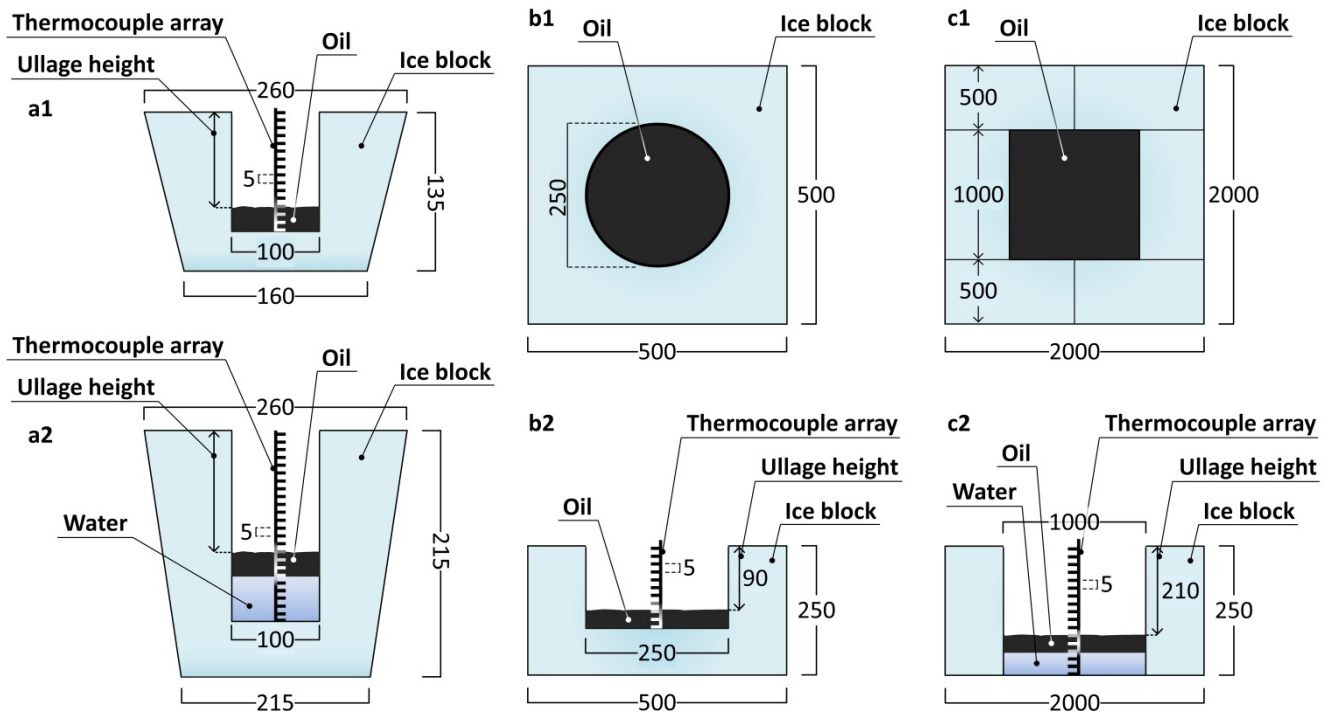 a1
Thermocouple array
Ullage height
Oil
Ice block
260
5
135
100
160
b1
Oil
Ice block
250
500
500
c1
Oil
Ice block
500
1000
500
2000
2000
a2
Thermocouple array
Ullage height
Oil
Ice block
260
Water
5
215
100
215
b2
Thermocouple array
Ullage height
Ice block
Oil
5
90
250
250
500
c2
Thermocouple array
Ullage height
Ice block
Oil
Water
1000
5
210
250
2000